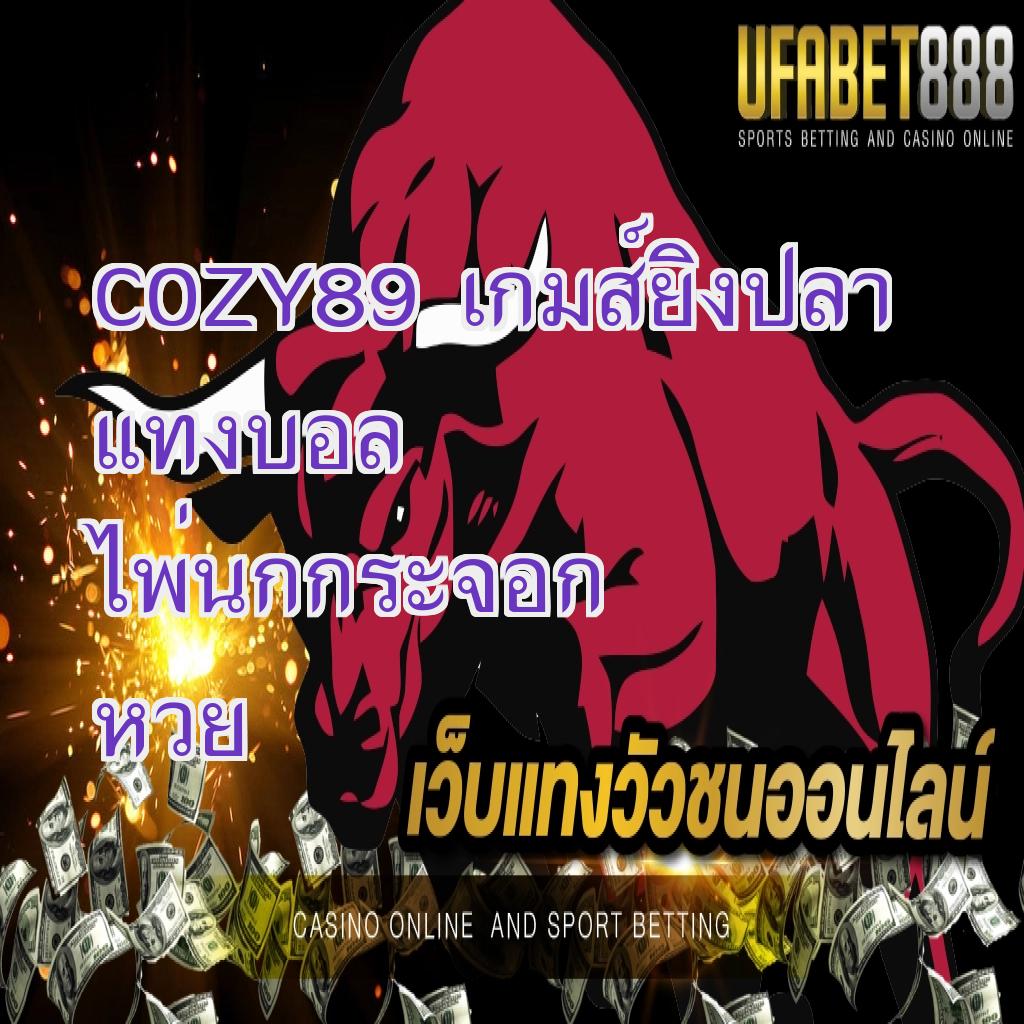 UFABET888
SPORTS BETTING AND CASINO ONLINE
COZY89 เกมส์ยิงปลา
แทงบอล
ไพ่นกกระจอก
หวย
เว็บแทงวัวชนออนไลน์
CASINO ONLINE AND SPORT BETTING